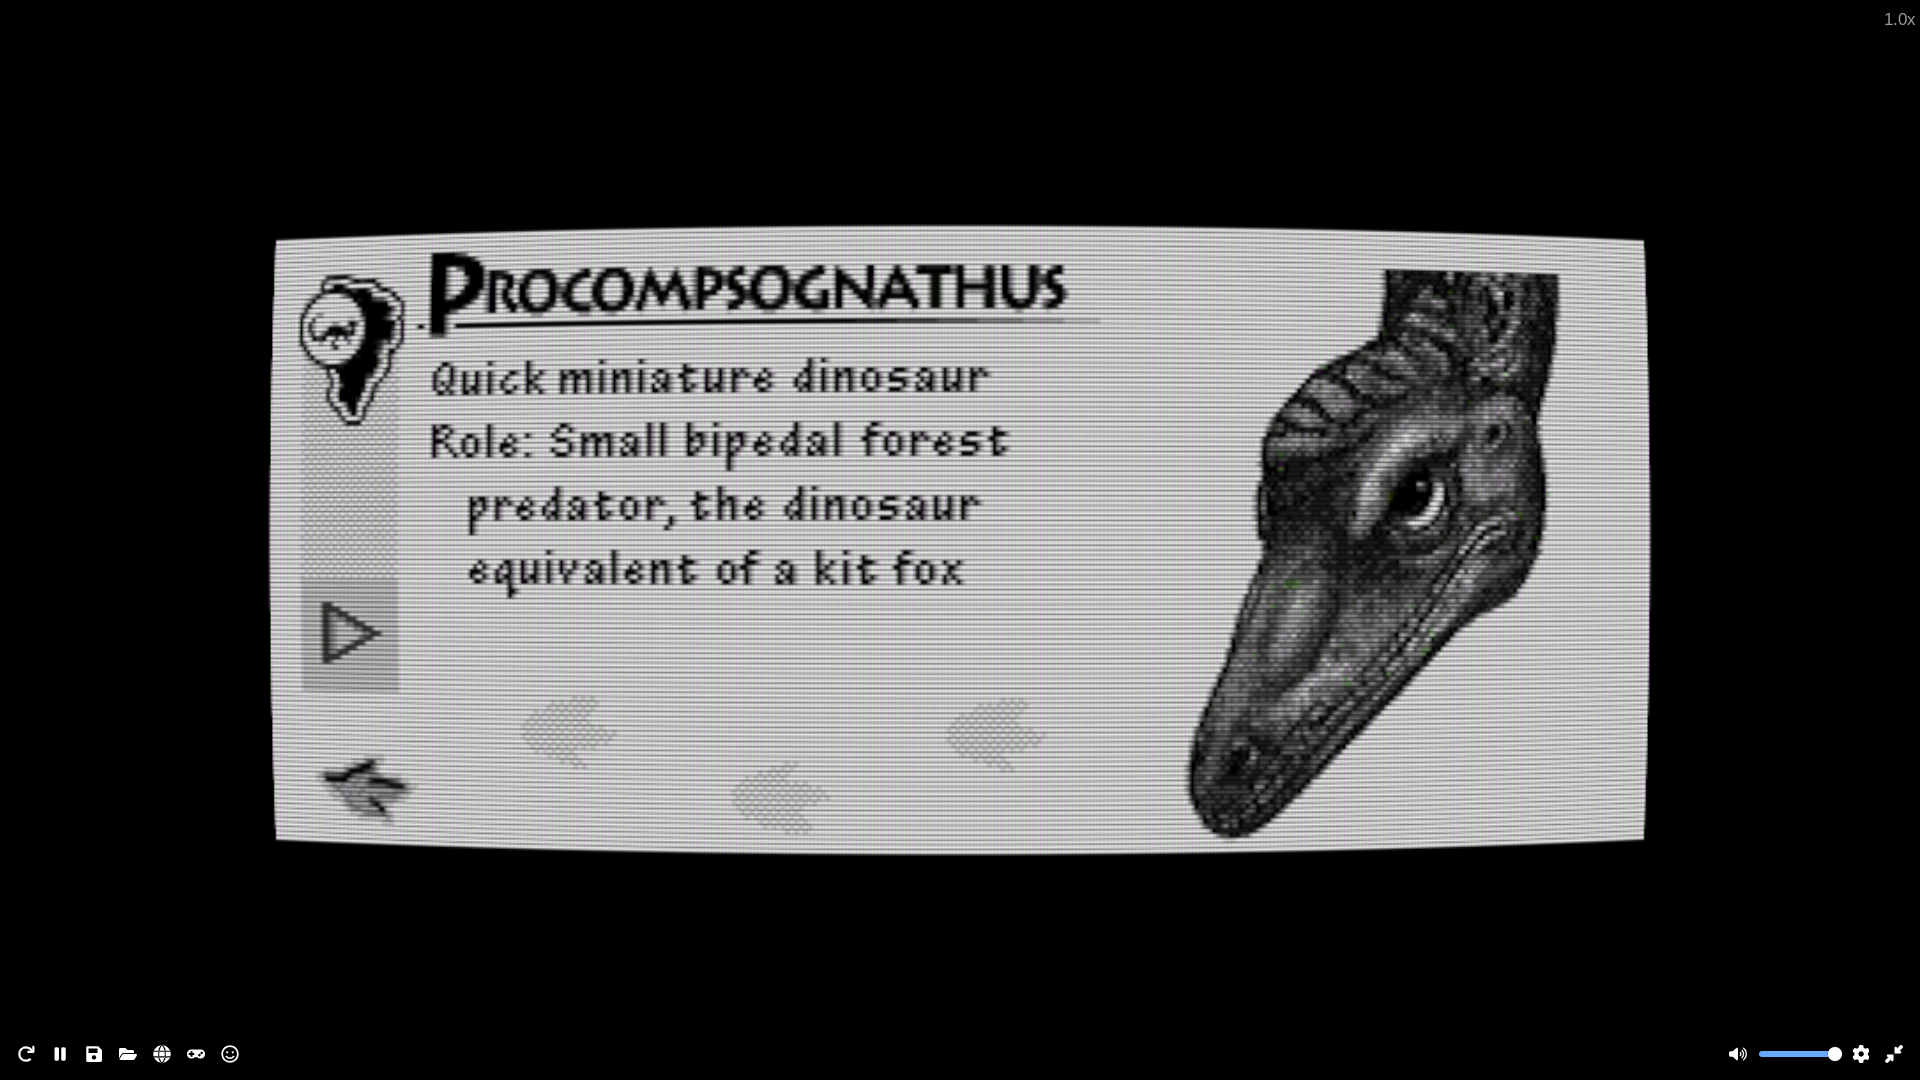 1.0x
PROCOMPSOGNATHUS
Quick miniature dinosaur
Role: Small bipedal forest
predator, the dinosaur
equivalent of a kit fox